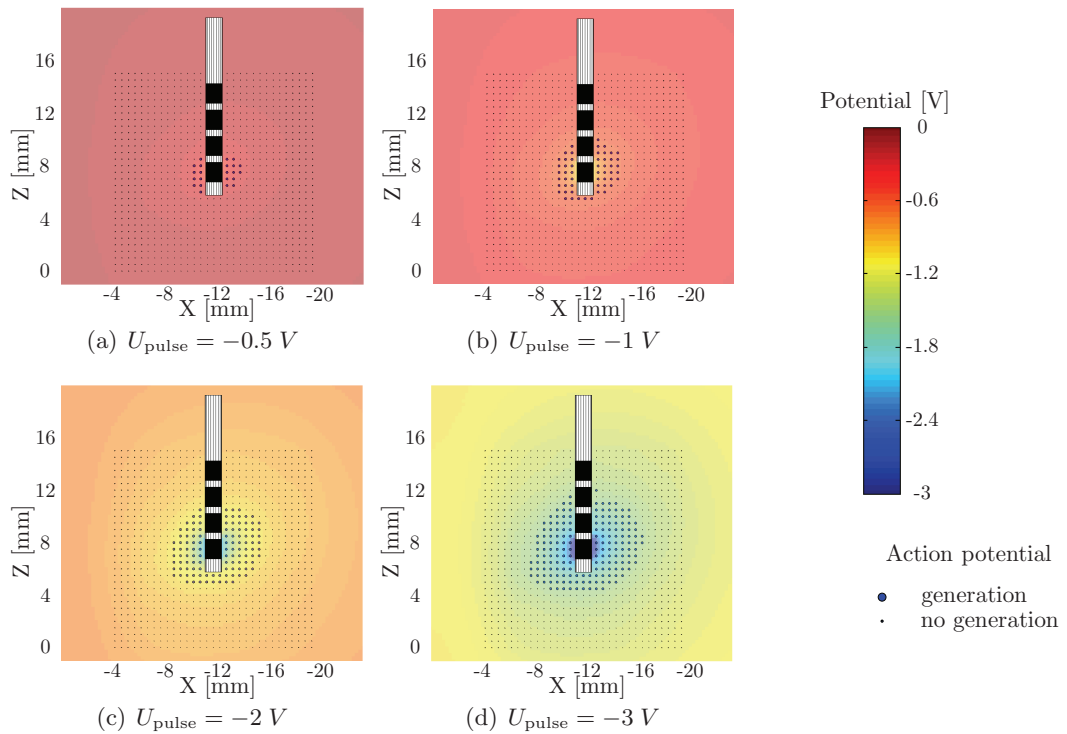 16
12
8
4
0
Z [mm]
-4 -8 -12 -16 -20
X [mm]
(a) U_pulse = −0.5 V
16
12
8
4
0
Z [mm]
-4 -8 -12 -16 -20
X [mm]
(b) U_pulse = −1 V
Potential [V]
0
-0.6
-1.2
-1.8
-2.4
-3
16
12
8
4
0
Z [mm]
-4 -8 -12 -16 -20
X [mm]
(c) U_pulse = −2 V
16
12
8
4
0
Z [mm]
-4 -8 -12 -16 -20
X [mm]
(d) U_pulse = −3 V
Action potential
generation
no generation